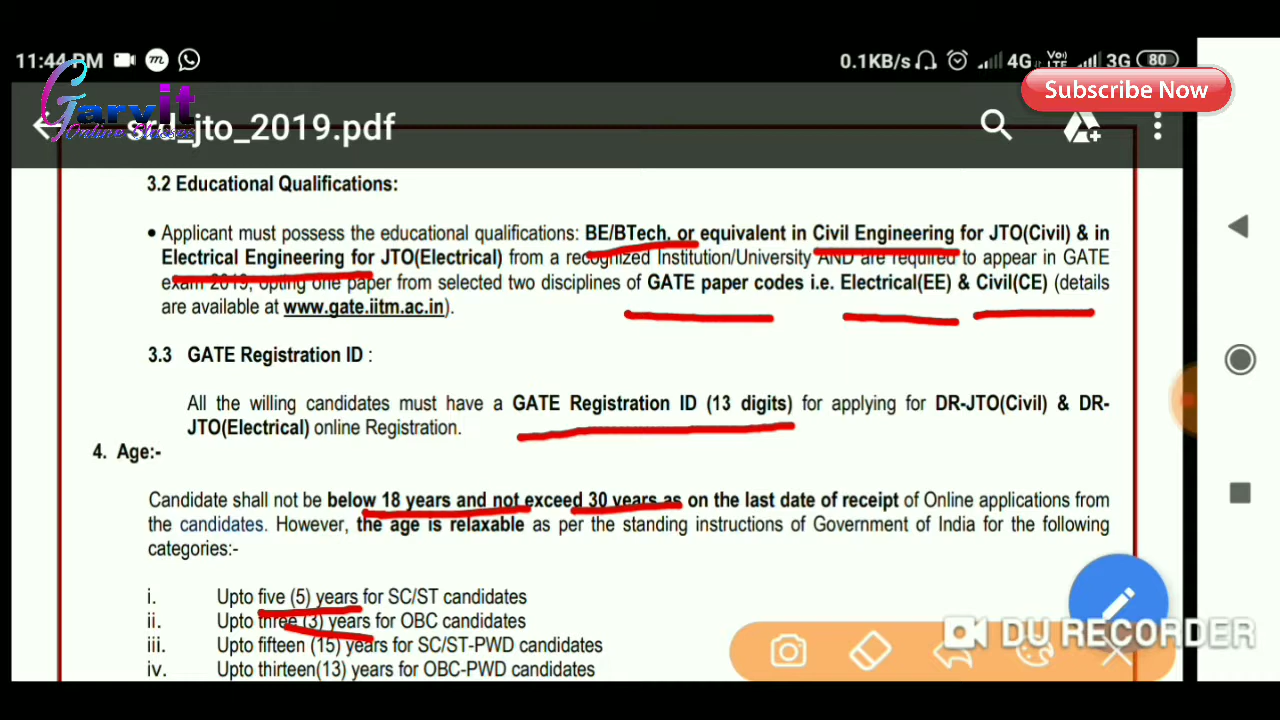 11:44 PM
0.1KB/s 4G VoLTE 3G 80
Subscribe Now
Garvit
Online Classes
srd_jto_2019.pdf
3.2 Educational Qualifications:
• Applicant must possess the educational qualifications: BE/BTech. or equivalent in Civil Engineering for JTO(Civil) & in
Electrical Engineering for JTO(Electrical) from a recognized Institution/University AND are required to appear in GATE
exam 2019, opting one paper from selected two disciplines of GATE paper codes i.e. Electrical(EE) & Civil(CE) (details
are available at www.gate.iitm.ac.in).
3.3 GATE Registration ID :
All the willing candidates must have a GATE Registration ID (13 digits) for applying for DR-JTO(Civil) & DR-
JTO(Electrical) online Registration.
4. Age:-
Candidate shall not be below 18 years and not exceed 30 years as on the last date of receipt of Online applications from
the candidates. However, the age is relaxable as per the standing instructions of Government of India for the following
categories:-
i. Upto five (5) years for SC/ST candidates
ii. Upto three (3) years for OBC candidates
iii. Upto fifteen (15) years for SC/ST-PWD candidates
iv. Upto thirteen(13) years for OBC-PWD candidates
DU RECORDER